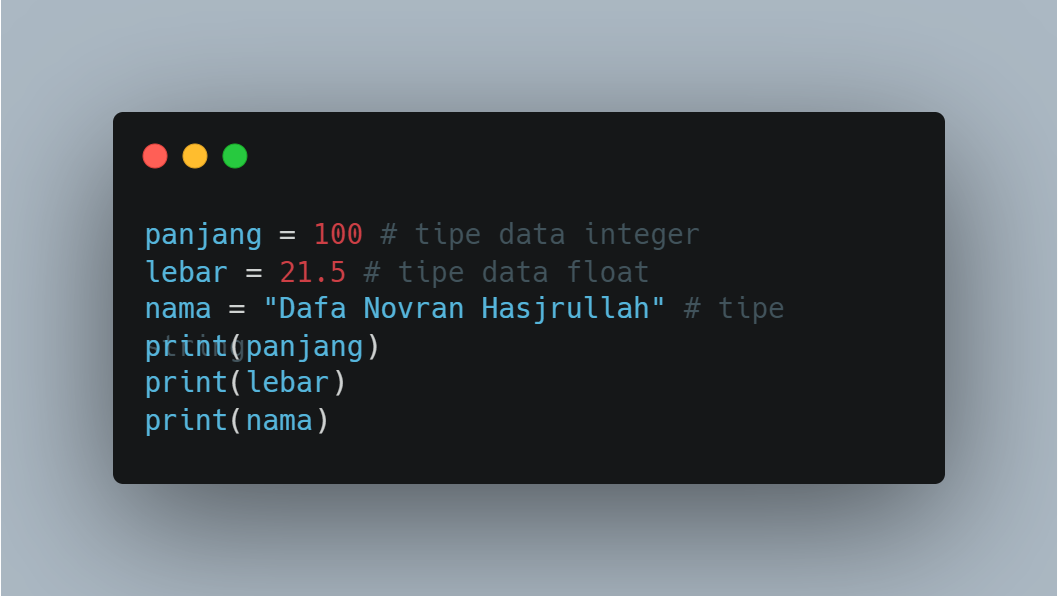 panjang = 100 # tipe data integer
lebar = 21.5 # tipe data float
nama = "Dafa Novran Hasjrullah" # tipe
string
print(panjang)
print(lebar)
print(nama)